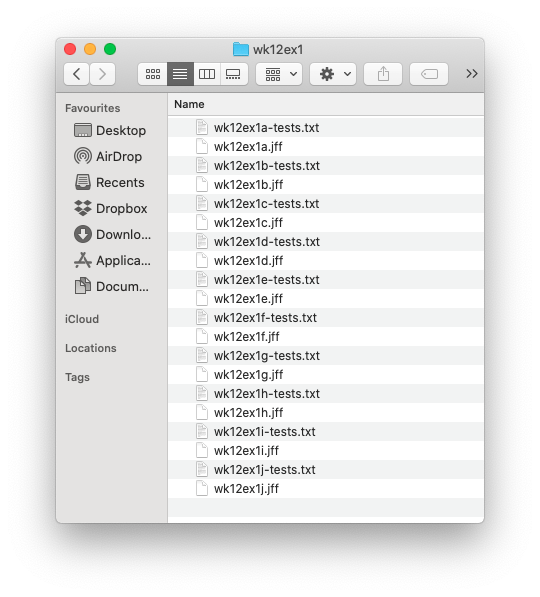 wk12ex1
Favourites
Desktop
AirDrop
Recents
Dropbox
Downlo...
Applica...
Docum...
iCloud
Locations
Tags
Name
wk12ex1a-tests.txt
wk12ex1a.jff
wk12ex1b-tests.txt
wk12ex1b.jff
wk12ex1c-tests.txt
wk12ex1c.jff
wk12ex1d-tests.txt
wk12ex1d.jff
wk12ex1e-tests.txt
wk12ex1e.jff
wk12ex1f-tests.txt
wk12ex1f.jff
wk12ex1g-tests.txt
wk12ex1g.jff
wk12ex1h-tests.txt
wk12ex1h.jff
wk12ex1i-tests.txt
wk12ex1i.jff
wk12ex1j-tests.txt
wk12ex1j.jff